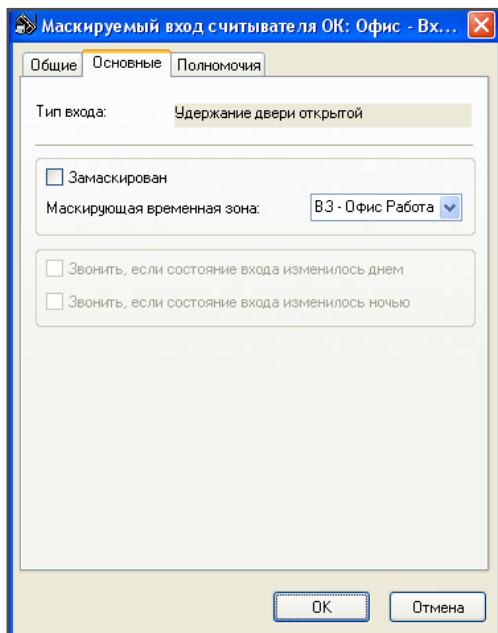 Маскируемый вход считывателя ОК: Офис - Вх...
Общие Основные Полномочия
Тип входа: Удержание двери открытой
Замаскирован
Маскирующая временная зона: ВЗ - Офис Работа
Звонить, если состояние входа изменилось днем
Звонить, если состояние входа изменилось ночью
OK Отмена